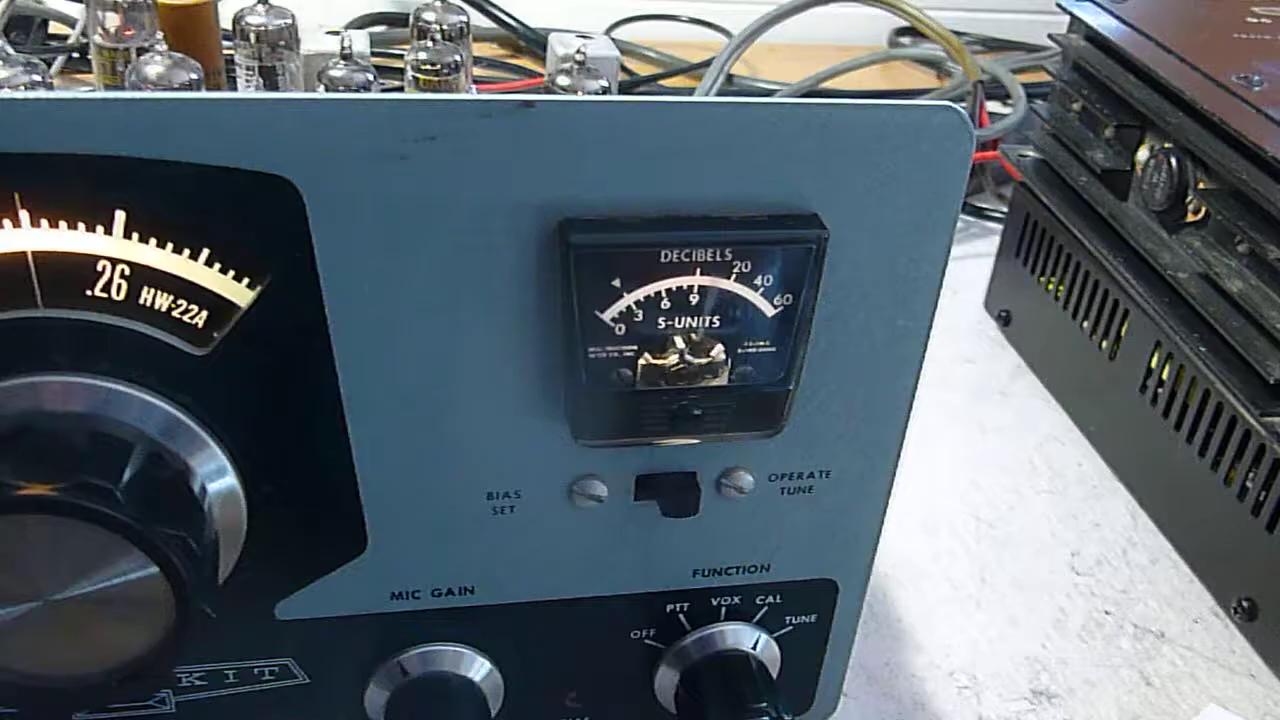 DECIBELS
20
40
60
0 3 6 9
S-UNITS
.26 HW-22A
BIAS
SET
OPERATE
TUNE
MIC GAIN
FUNCTION
OFF PTT VOX CAL TUNE
KIT